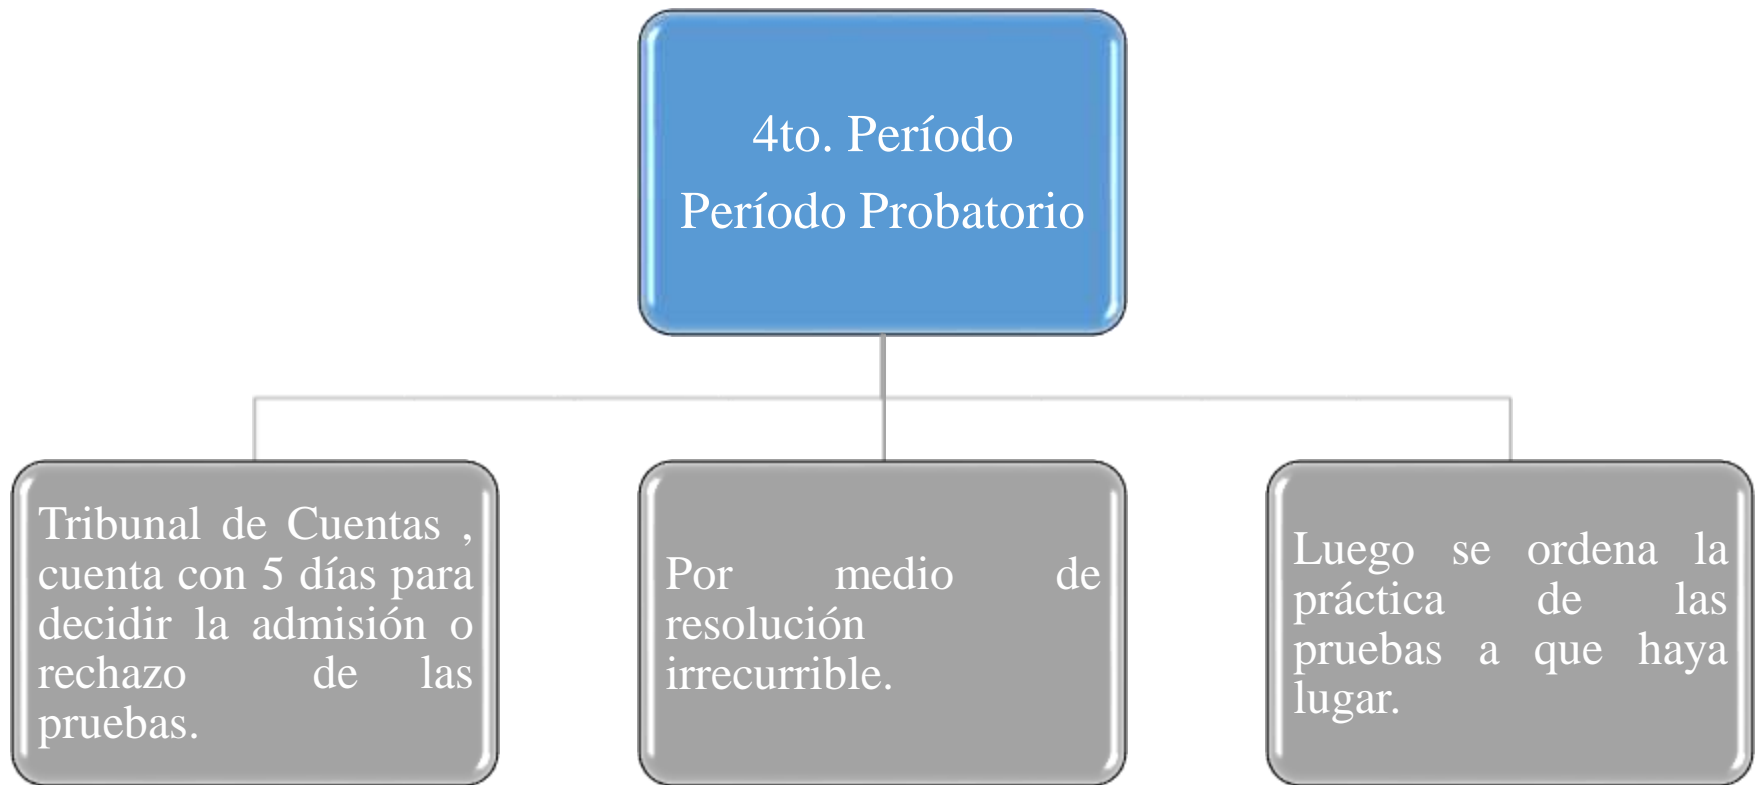 4to. Período
Período Probatorio
Tribunal de Cuentas ,
cuenta con 5 días para
decidir la admisión o
rechazo de las
pruebas.
Por medio de
resolución
irrecurrible.
Luego se ordena la
práctica de las
pruebas a que haya
lugar.